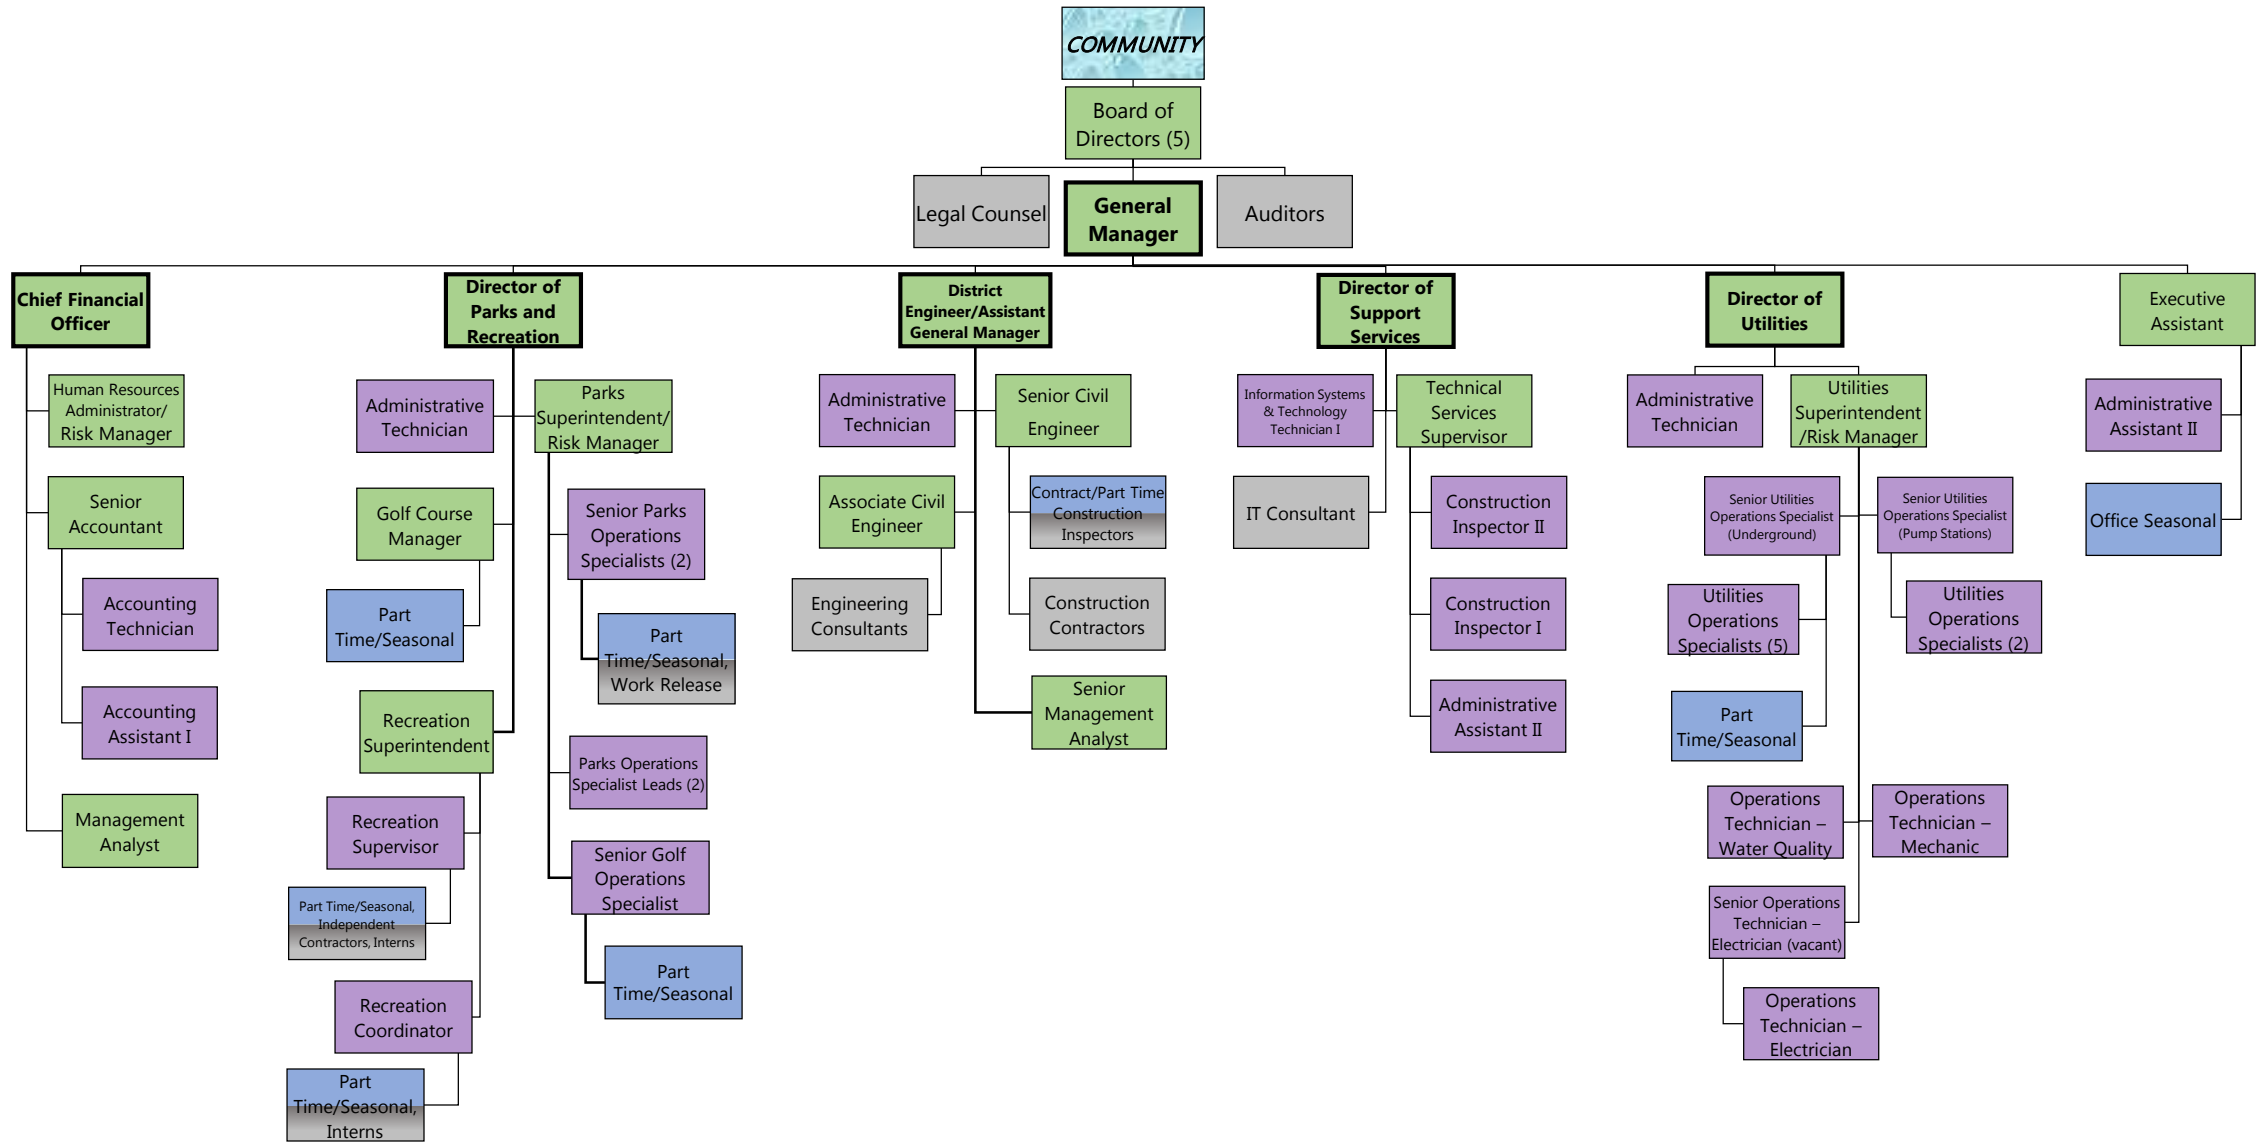 COMMUNITY
Board of
Directors (5)
Legal Counsel
General
Manager
Auditors
Chief Financial
Officer
Human Resources
Administrator/
Risk Manager
Senior
Accountant
Accounting
Technician
Accounting
Assistant I
Management
Analyst
Director of
Parks and
Recreation
Administrative
Technician
Parks
Superintendent/
Risk Manager
Golf Course
Manager
Part
Time/Seasonal
Senior Parks
Operations
Specialists (2)
Part
Time/Seasonal,
Work Release
Recreation
Superintendent
Parks Operations
Specialist Leads (2)
Recreation
Supervisor
Part Time/Seasonal,
Independent
Contractors, Interns
Senior Golf
Operations
Specialist
Part
Time/Seasonal
Recreation
Coordinator
Part
Time/Seasonal,
Interns
District
Engineer/Assistant
General Manager
Administrative
Technician
Senior Civil
Engineer
Associate Civil
Engineer
Contract/Part Time
Construction
Inspectors
Engineering
Consultants
Construction
Contractors
Senior
Management
Analyst
Director of
Support
Services
Information Systems
& Technology
Technician I
Technical
Services
Supervisor
IT Consultant
Construction
Inspector II
Construction
Inspector I
Administrative
Assistant II
Director of
Utilities
Administrative
Technician
Utilities
Superintendent
/Risk Manager
Senior Utilities
Operations Specialist
(Underground)
Senior Utilities
Operations Specialist
(Pump Stations)
Utilities
Operations
Specialists (5)
Utilities
Operations
Specialists (2)
Part
Time/Seasonal
Operations
Technician –
Water Quality
Operations
Technician –
Mechanic
Senior Operations
Technician –
Electrician (vacant)
Operations
Technician –
Electrician
Executive
Assistant
Administrative
Assistant II
Office Seasonal